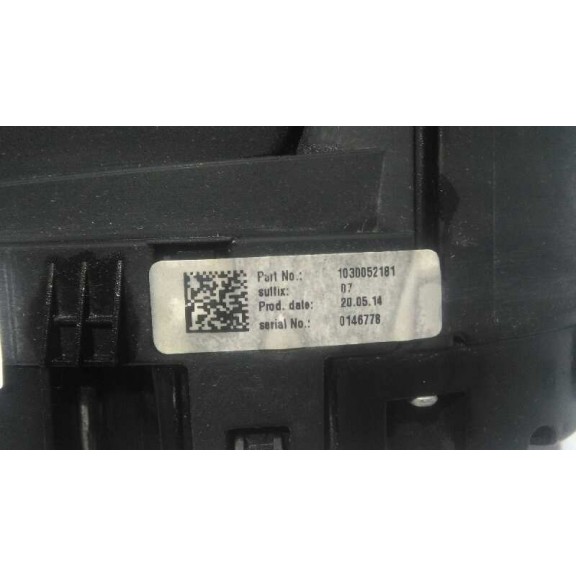 Part No.: 1030052181
suffix: 07
Prod. date: 20.05.14
serial No.: 0146778